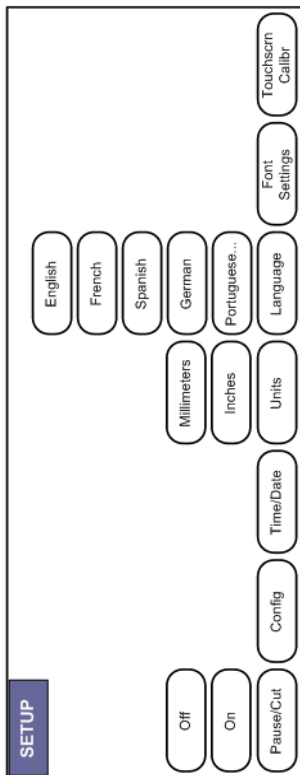 SETUP
English
French
Spanish
Off
Millimeters
German
On
Inches
Portuguese...
Pause/Cut
Config
Time/Date
Units
Language
Font
Settings
Touchscrn
Calibr